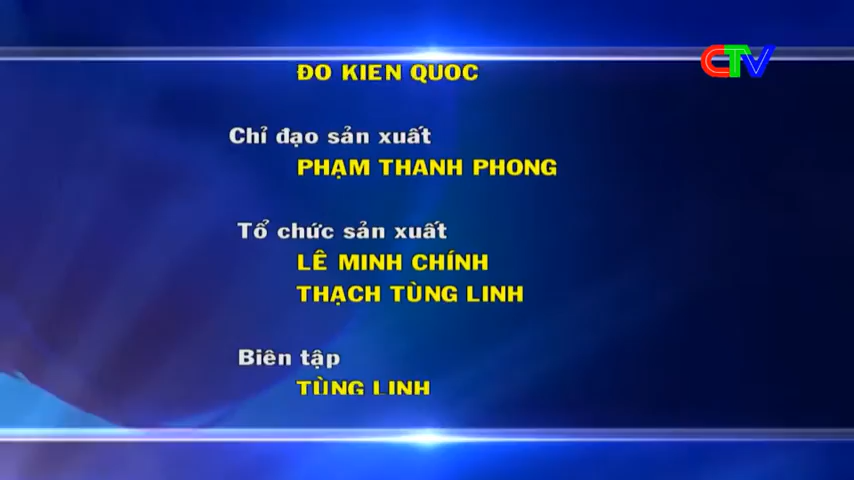 CTV
ĐO KIEN QUOC
Chỉ đạo sản xuất
PHẠM THANH PHONG
Tổ chức sản xuất
LÊ MINH CHÍNH
THẠCH TÙNG LINH
Biên tập
TÙNG LINH